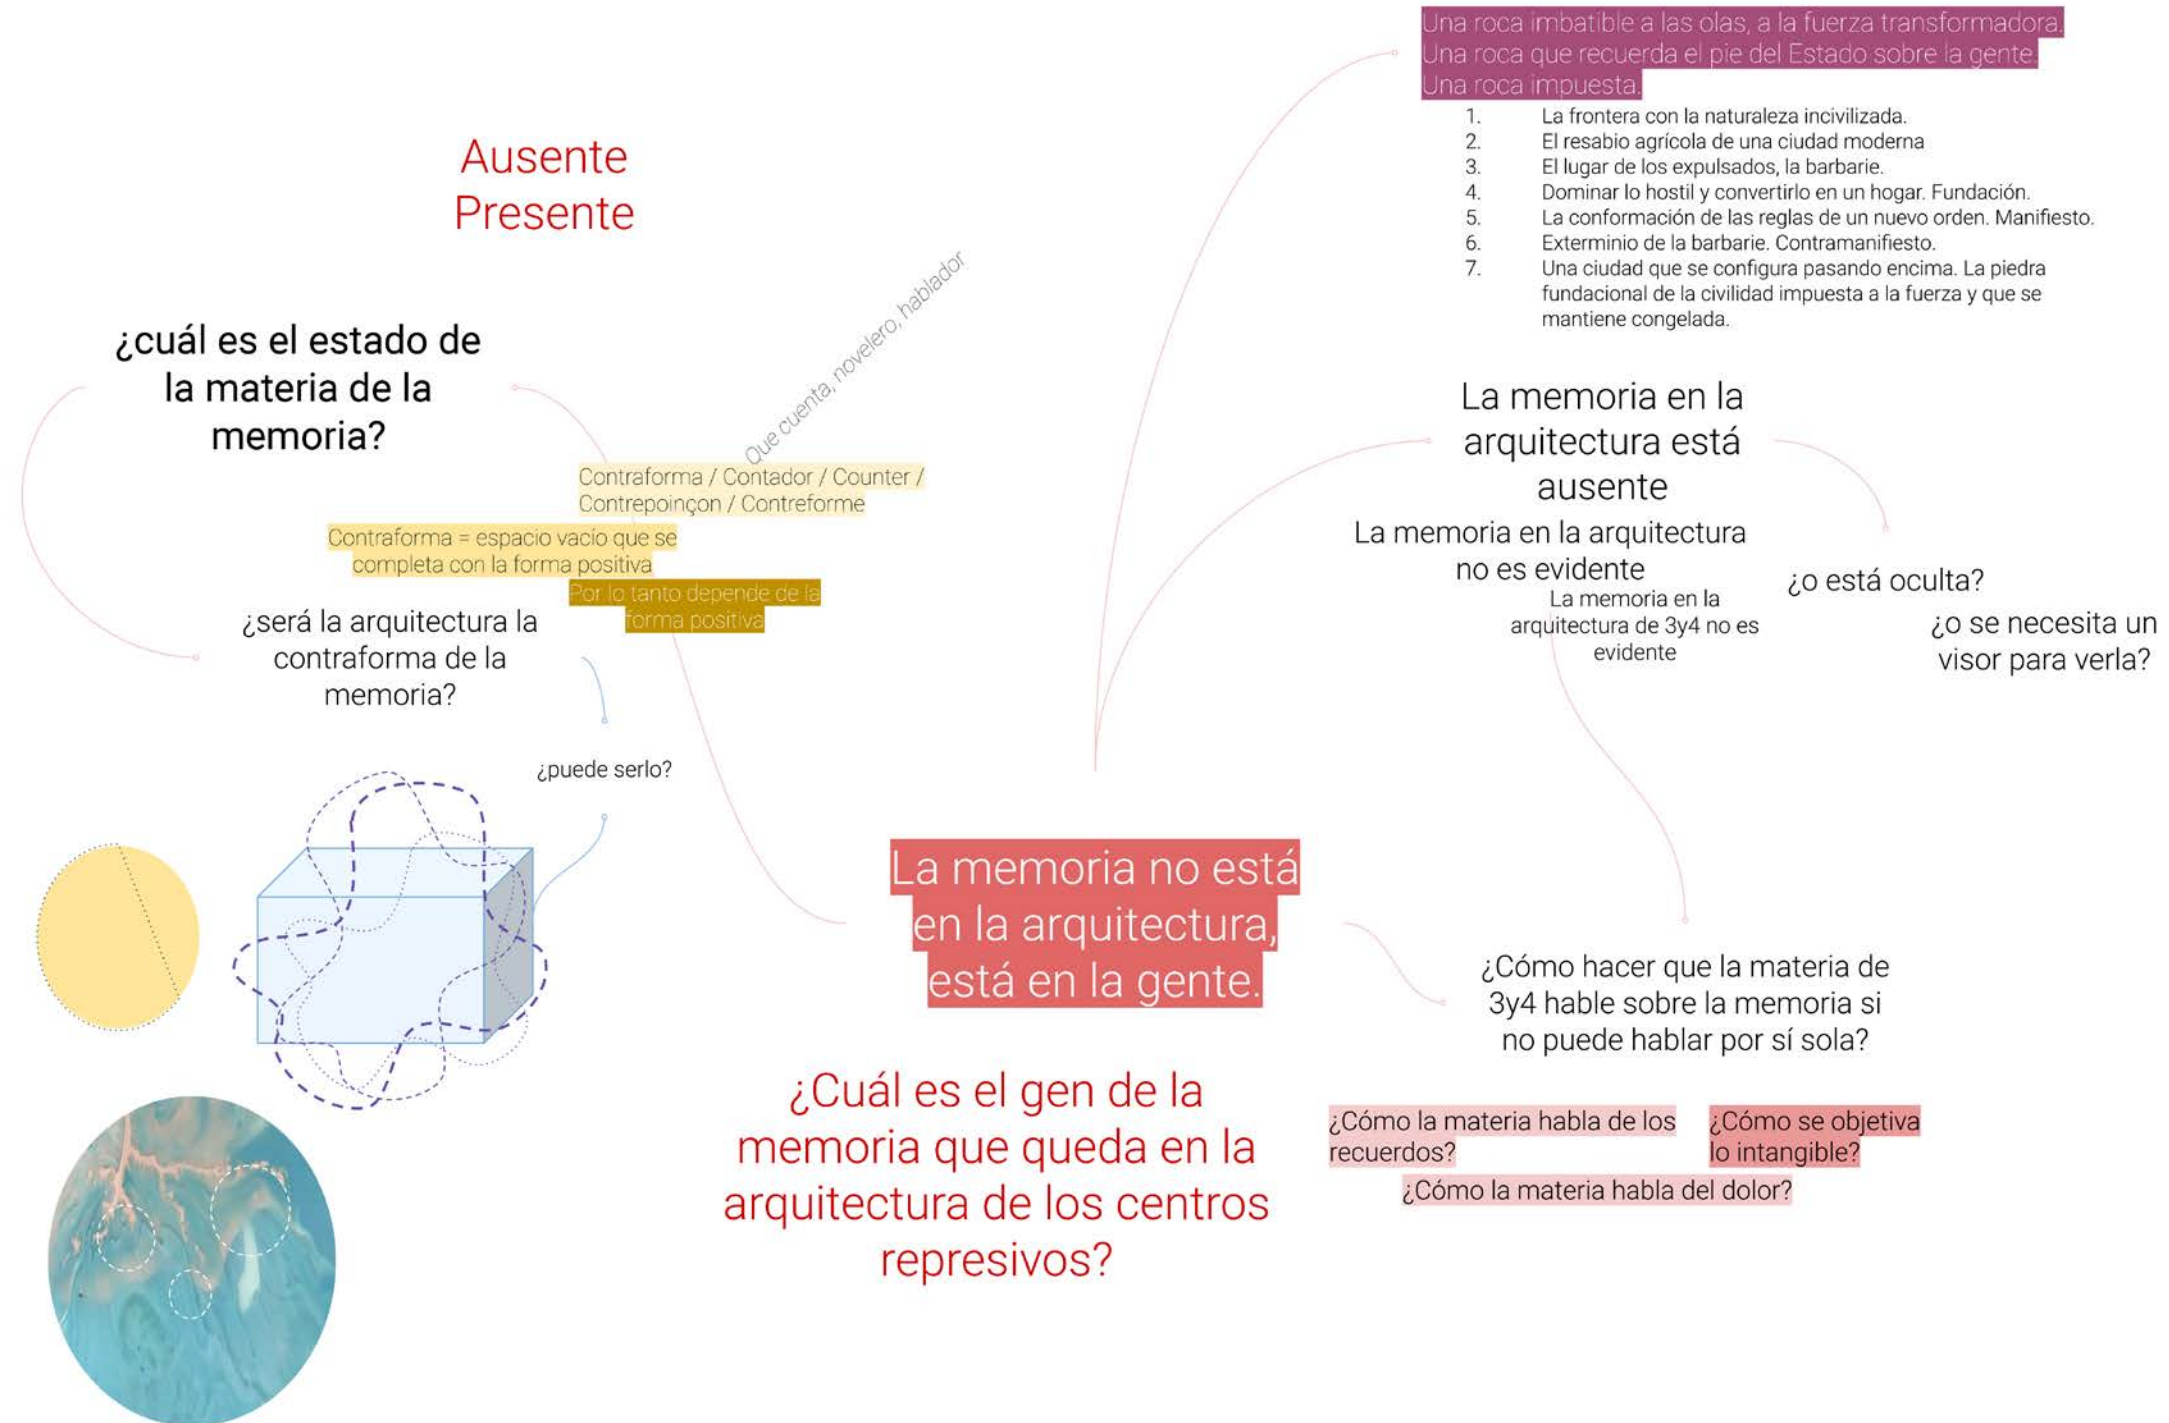 Una roca imbatible a las olas, a la fuerza transformadora.
Una roca que recuerda el pie del Estado sobre la gente.
Una roca impuesta.
1. La frontera con la naturaleza incivilizada.
2. El resabio agrícola de una ciudad moderna
3. El lugar de los expulsados, la barbarie.
4. Dominar lo hostil y convertirlo en un hogar. Fundación.
5. La conformación de las reglas de un nuevo orden. Manifiesto.
6. Exterminio de la barbarie. Contramanifiesto.
7. Una ciudad que se configura pasando encima. La piedra
fundacional de la civilidad impuesta a la fuerza y que se
mantiene congelada.
Ausente
Presente
¿cuál es el estado de
la materia de la
memoria?
Que cuenta, novelero, hablador
Contraforma / Contador / Counter /
Contrepoinçon / Contreforme
Contraforma = espacio vacío que se
completa con la forma positiva
Por lo tanto depende de la
forma positiva
¿será la arquitectura la
contraforma de la
memoria?
¿puede serlo?
La memoria en la
arquitectura está
ausente
La memoria en la arquitectura
no es evidente
La memoria en la
arquitectura de 3y4 no es
evidente
¿o está oculta?
¿o se necesita un
visor para verla?
La memoria no está
en la arquitectura,
está en la gente.
¿Cómo hacer que la materia de
3y4 hable sobre la memoria si
no puede hablar por sí sola?
¿Cuál es el gen de la
memoria que queda en la
arquitectura de los centros
represivos?
¿Cómo la materia habla de los
recuerdos?
¿Cómo se objetiva
lo intangible?
¿Cómo la materia habla del dolor?